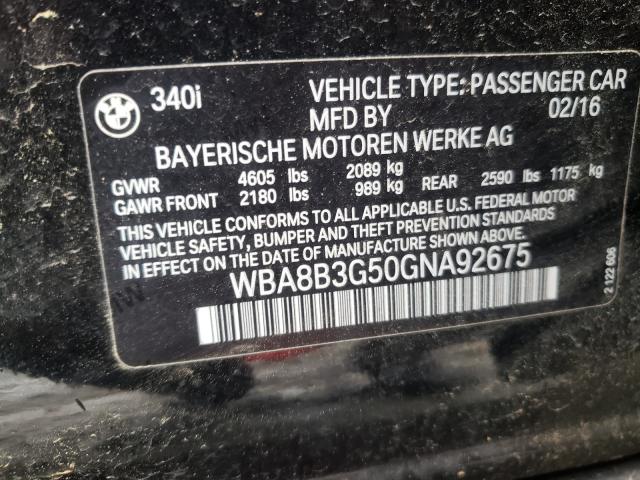 340i VEHICLE TYPE: PASSENGER CAR
MFD BY 02/16
BAYERISCHE MOTOREN WERKE AG
GVWR 4605 lbs 2089 kg
GAWR FRONT 2180 lbs 989 kg REAR 2590 lbs 1175 kg
THIS VEHICLE CONFORMS TO ALL APPLICABLE U.S. FEDERAL MOTOR
VEHICLE SAFETY, BUMPER AND THEFT PREVENTION STANDARDS
IN EFFECT ON THE DATE OF MANUFACTURE SHOWN ABOVE.
WBA8B3G50GNA92675
2 122 606